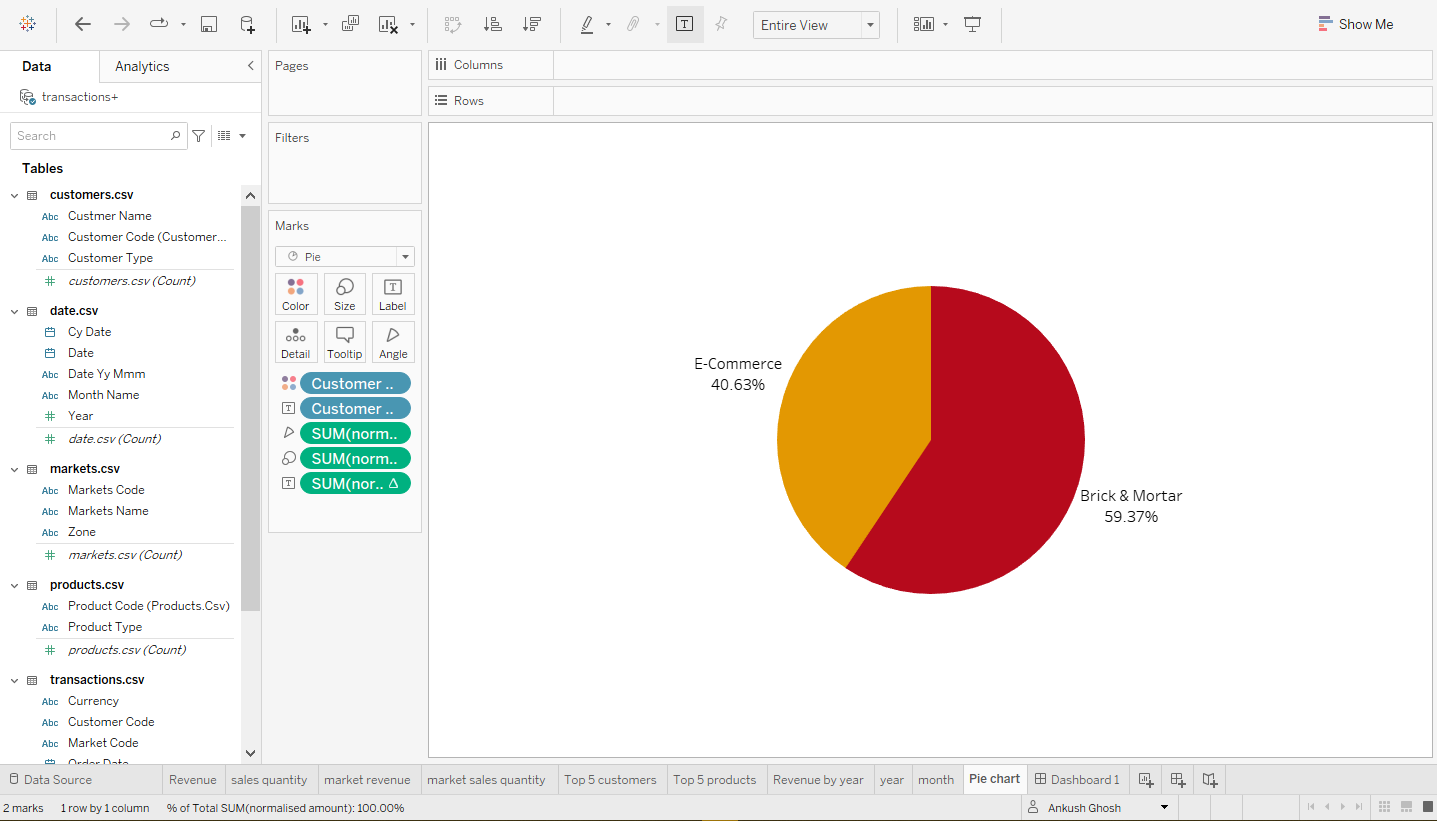 Entire View
Show Me
Data
Analytics
transactions+
Search
Tables
customers.csv
Abc Custmer Name
Abc Customer Code (Customer...
Abc Customer Type
# customers.csv (Count)
date.csv
Cy Date
Date
Abc Date Yy Mmm
Abc Month Name
# Year
# date.csv (Count)
markets.csv
Abc Markets Code
Abc Markets Name
Abc Zone
# markets.csv (Count)
products.csv
Abc Product Code (Products.Csv)
Abc Product Type
# products.csv (Count)
transactions.csv
Abc Currency
Abc Customer Code
Abc Market Code
Order Date
Pages
Filters
Marks
Pie
Color Size Label
Detail Tooltip Angle
Customer ..
Customer ..
SUM(norm..
SUM(norm..
SUM(nor.. Δ
Columns
Rows
E-Commerce
40.63%
Brick & Mortar
59.37%
Data Source Revenue sales quantity market revenue market sales quantity Top 5 customers Top 5 products Revenue by year year month Pie chart Dashboard 1
2 marks 1 row by 1 column % of Total SUM(normalised amount): 100.00% Ankush Ghosh